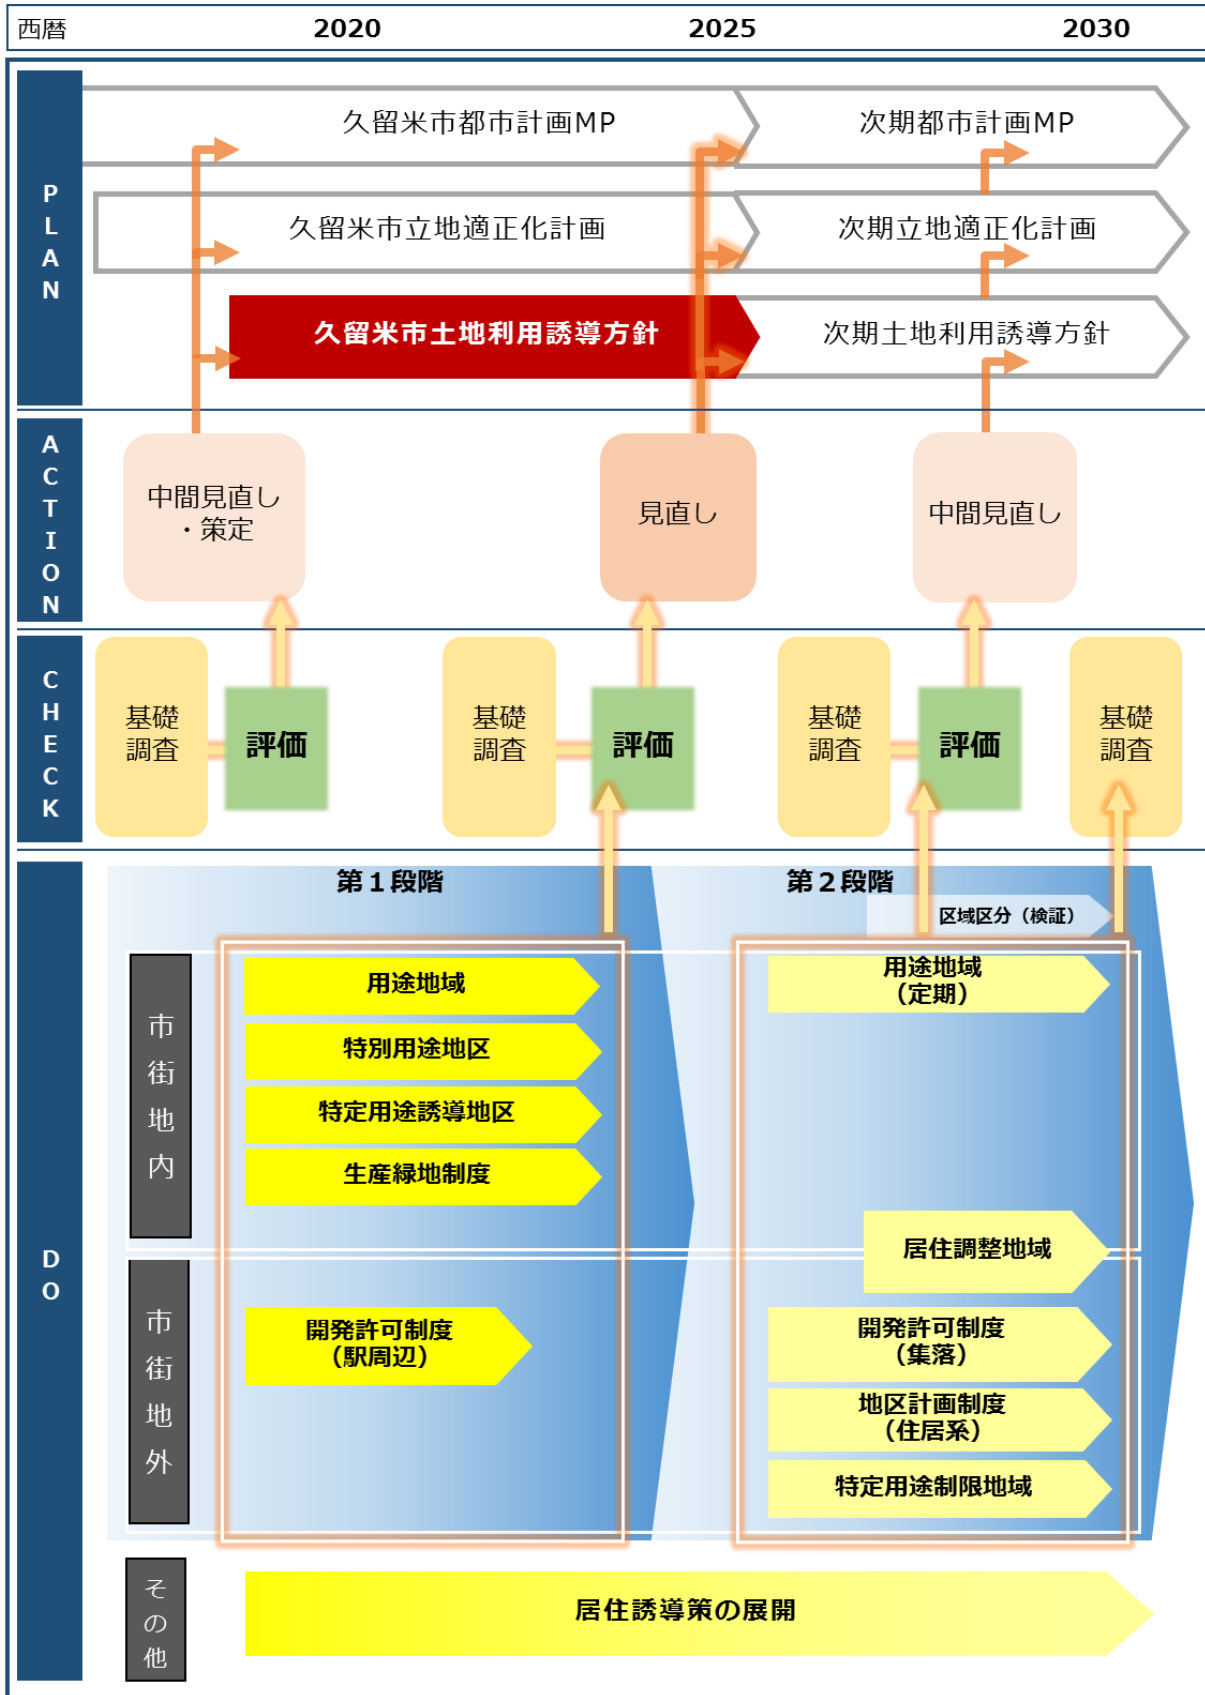 西暦 2020 2025 2030
PLAN
久留米市都市計画MP
次期都市計画MP
久留米市立地適正化計画
次期立地適正化計画
久留米市土地利用誘導方針
次期土地利用誘導方針
ACTION
中間見直し
・策定
見直し
中間見直し
CHECK
基礎
調査
評価
基礎
調査
評価
基礎
調査
評価
基礎
調査
DO
第１段階
第２段階
区域区分（検証）
市街地内
用途地域
特別用途地区
特定用途誘導地区
生産緑地制度
用途地域
（定期）
居住調整地域
市街地外
開発許可制度
（駅周辺）
開発許可制度
（集落）
地区計画制度
（住居系）
特定用途制限地域
その他
居住誘導策の展開